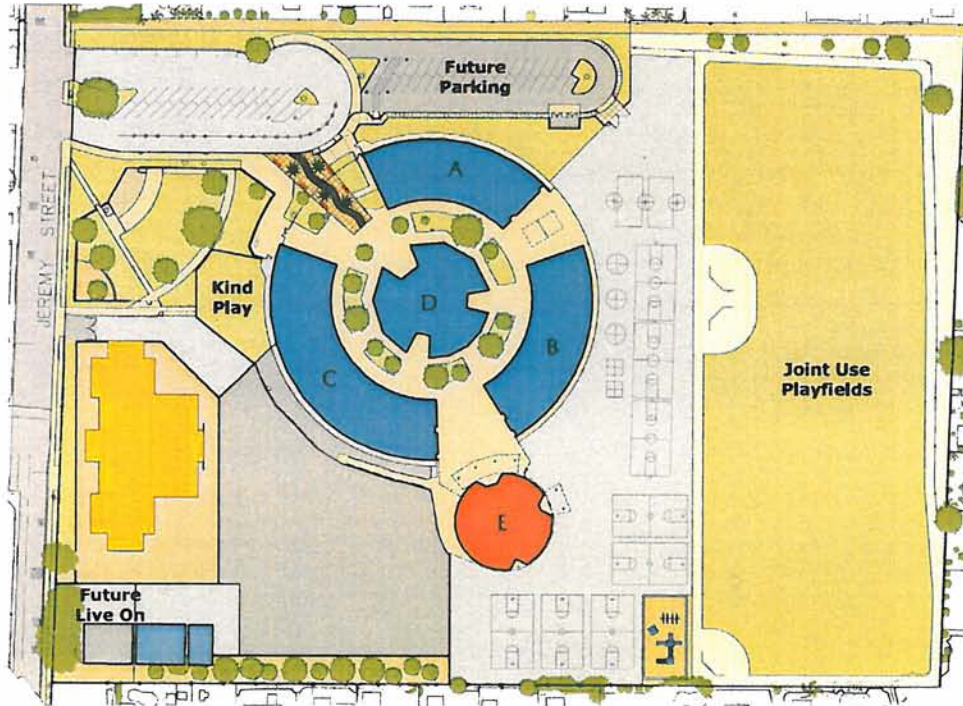 Future
Parking
A
JEREMY STREET
Kind
Play
D
B
C
Joint Use
Playfields
E
Future
Live On